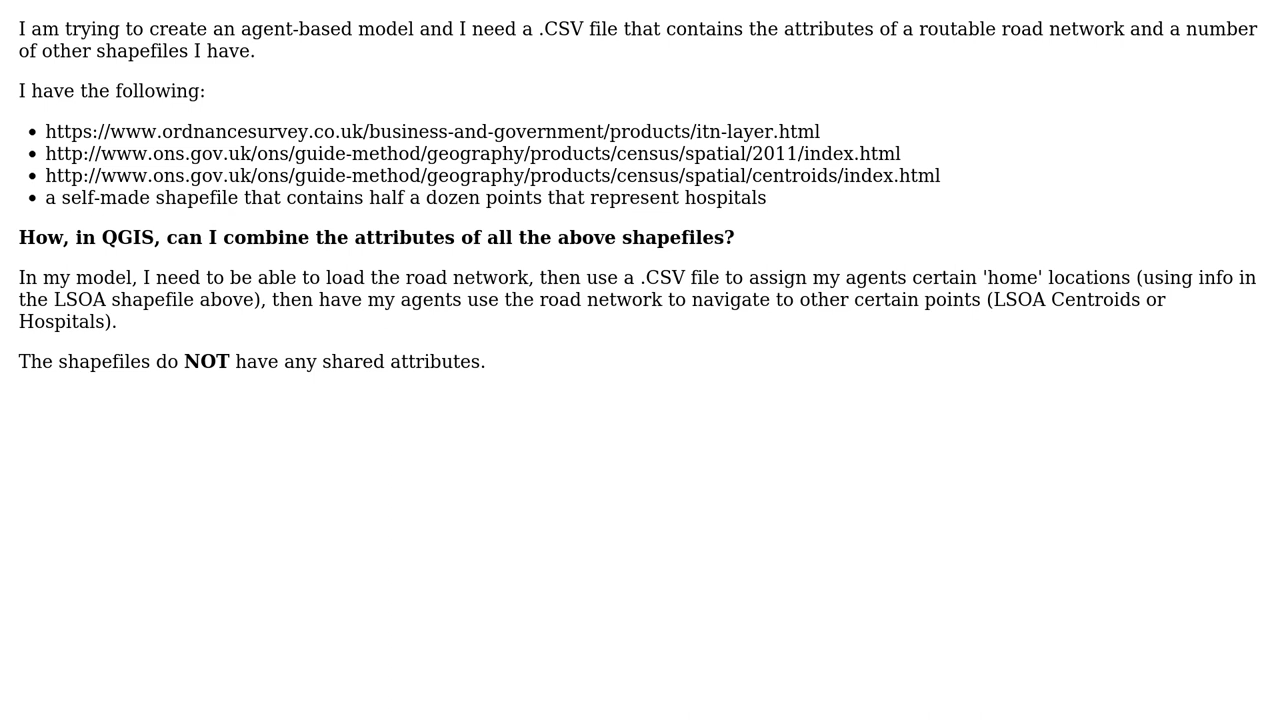 I am trying to create an agent-based model and I need a .CSV file that contains the attributes of a routable road network and a number
of other shapefiles I have.
I have the following:
• https://www.ordnancesurvey.co.uk/business-and-government/products/itn-layer.html
• http://www.ons.gov.uk/ons/guide-method/geography/products/census/spatial/2011/index.html
• http://www.ons.gov.uk/ons/guide-method/geography/products/census/spatial/centroids/index.html
• a self-made shapefile that contains half a dozen points that represent hospitals
How, in QGIS, can I combine the attributes of all the above shapefiles?
In my model, I need to be able to load the road network, then use a .CSV file to assign my agents certain 'home' locations (using info in
the LSOA shapefile above), then have my agents use the road network to navigate to other certain points (LSOA Centroids or
Hospitals).
The shapefiles do NOT have any shared attributes.